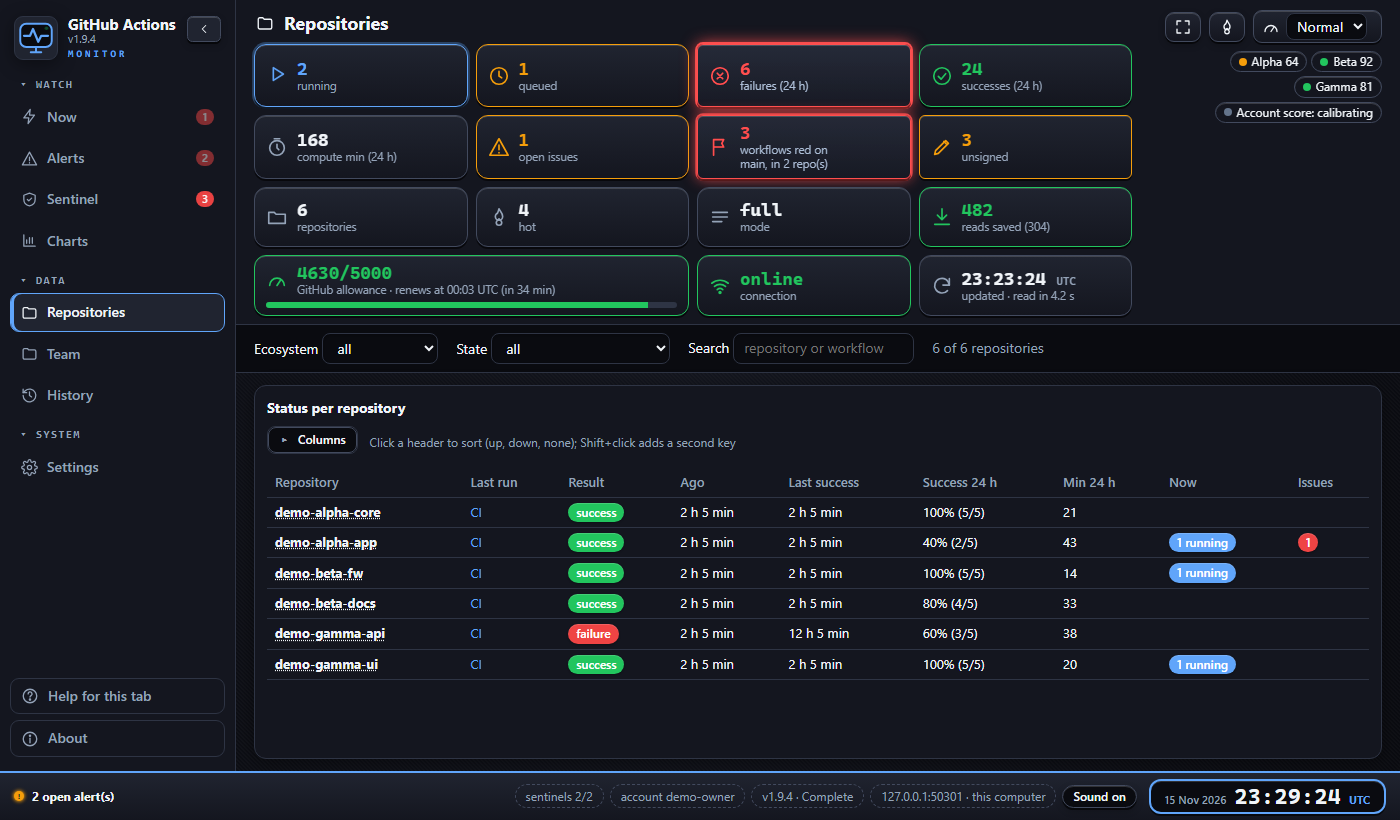 GitHub Actions
v1.9.4
MONITOR
WATCH
Now 1
Alerts 2
Sentinel 3
Charts
DATA
Repositories
Team
History
SYSTEM
Settings
Help for this tab
About
Repositories
Normal
Alpha 64
Beta 92
Gamma 81
Account score: calibrating
2
running
1
queued
6
failures (24 h)
24
successes (24 h)
168
compute min (24 h)
1
open issues
3
workflows red on
main, in 2 repo(s)
3
unsigned
6
repositories
4
hot
full
mode
482
reads saved (304)
4630/5000
GitHub allowance · renews at 00:03 UTC (in 34 min)
online
connection
23:23:24 UTC
updated · read in 4.2 s
Ecosystem all State all Search repository or workflow 6 of 6 repositories
Status per repository
Columns Click a header to sort (up, down, none); Shift+click adds a second key
Repository Last run Result Ago Last success Success 24 h Min 24 h Now Issues
demo-alpha-core CI success 2 h 5 min 2 h 5 min 100% (5/5) 21
demo-alpha-app CI success 2 h 5 min 2 h 5 min 40% (2/5) 43 1 running 1
demo-beta-fw CI success 2 h 5 min 2 h 5 min 100% (5/5) 14 1 running
demo-beta-docs CI success 2 h 5 min 2 h 5 min 80% (4/5) 33
demo-gamma-api CI failure 2 h 5 min 12 h 5 min 60% (3/5) 38
demo-gamma-ui CI success 2 h 5 min 2 h 5 min 100% (5/5) 20 1 running
2 open alert(s) sentinels 2/2 account demo-owner v1.9.4 · Complete 127.0.0.1:50301 · this computer Sound on 15 Nov 2026 23:29:24 UTC